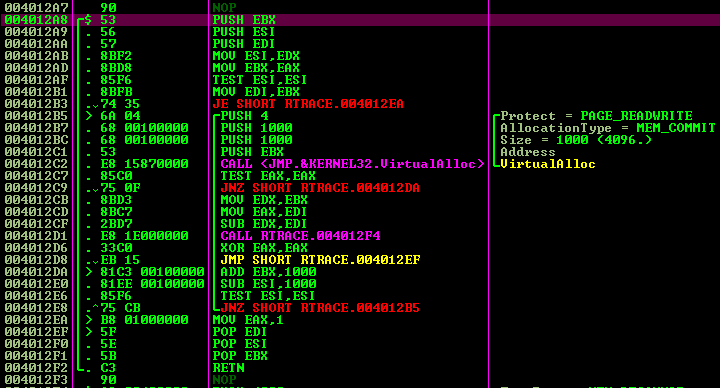 004012A7 90 NOP
004012A8 $ 53 PUSH EBX
004012A9 . 56 PUSH ESI
004012AA . 57 PUSH EDI
004012AB . 8BF2 MOV ESI,EDX
004012AD . 8BD8 MOV EBX,EAX
004012AF . 85F6 TEST ESI,ESI
004012B1 . 8BFB MOV EDI,EBX
004012B3 .v74 35 JE SHORT RTRACE.004012EA
004012B5 > 6A 04 PUSH 4 Protect = PAGE_READWRITE
004012B7 . 68 00100000 PUSH 1000 AllocationType = MEM_COMMIT
004012BC . 68 00100000 PUSH 1000 Size = 1000 (4096.)
004012C1 . 53 PUSH EBX Address
004012C2 . E8 15870000 CALL <JMP.&KERNEL32.VirtualAlloc> VirtualAlloc
004012C7 . 85C0 TEST EAX,EAX
004012C9 .v75 0F JNZ SHORT RTRACE.004012DA
004012CB . 8BD3 MOV EDX,EBX
004012CD . 8BC7 MOV EAX,EDI
004012CF . 2BD7 SUB EDX,EDI
004012D1 . E8 1E000000 CALL RTRACE.004012F4
004012D6 . 33C0 XOR EAX,EAX
004012D8 .vEB 15 JMP SHORT RTRACE.004012EF
004012DA > 81C3 00100000 ADD EBX,1000
004012E0 . 81EE 00100000 SUB ESI,1000
004012E6 . 85F6 TEST ESI,ESI
004012E8 .^75 CB JNZ SHORT RTRACE.004012B5
004012EA > B8 01000000 MOV EAX,1
004012EF > 5F POP EDI
004012F0 . 5E POP ESI
004012F1 . 5B POP EBX
004012F2 . C3 RETN
004012F3 90 NOP